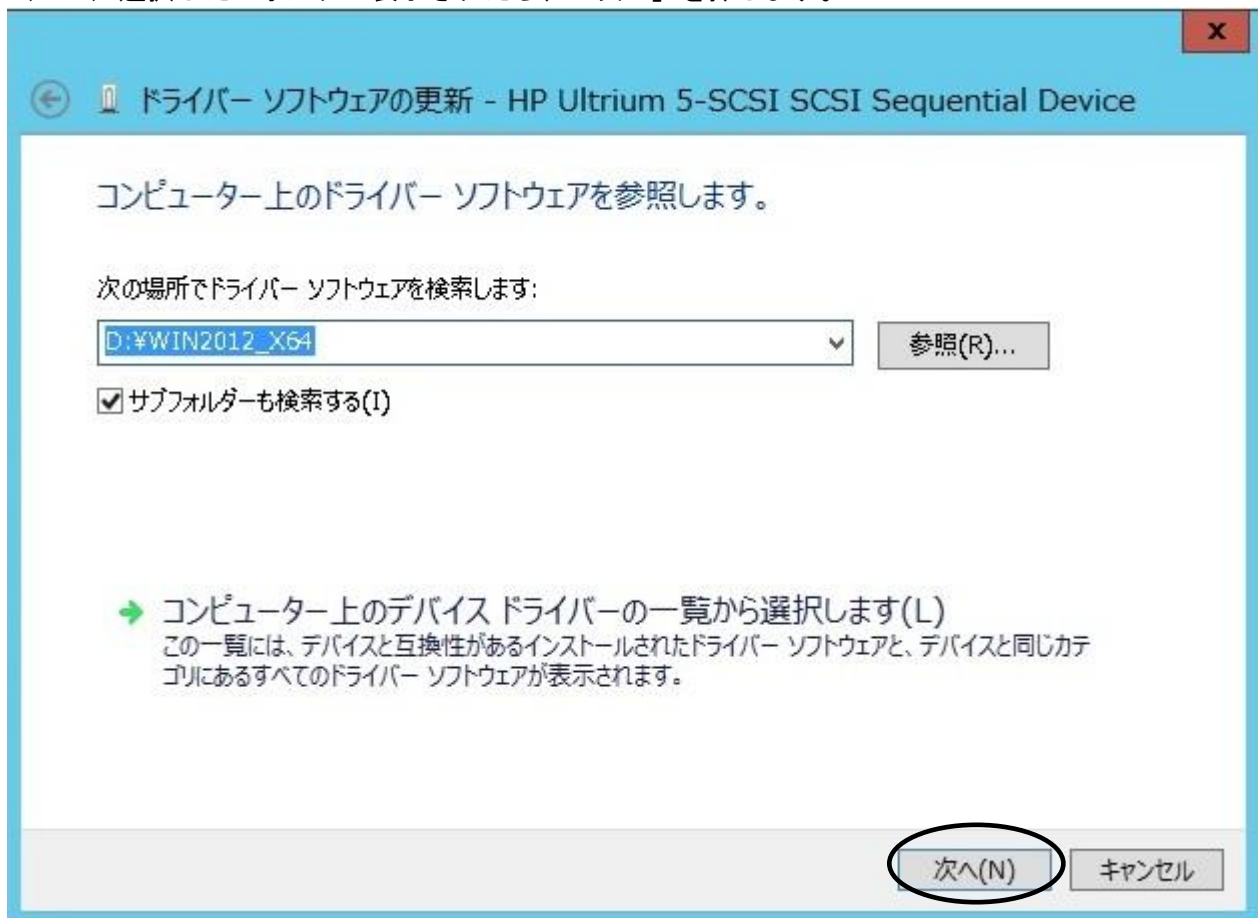 x
ドライバー ソフトウェアの更新 - HP Ultrium 5-SCSI SCSI Sequential Device
コンピューター上のドライバー ソフトウェアを参照します。
次の場所でドライバー ソフトウェアを検索します:
D:¥WIN2012_X64
参照(R)...
サブフォルダーも検索する(I)
コンピューター上のデバイス ドライバーの一覧から選択します(L)
この一覧には、デバイスと互換性があるインストールされたドライバー ソフトウェアと、デバイスと同じカテ
ゴリにあるすべてのドライバー ソフトウェアが表示されます。
次へ(N)
キャンセル